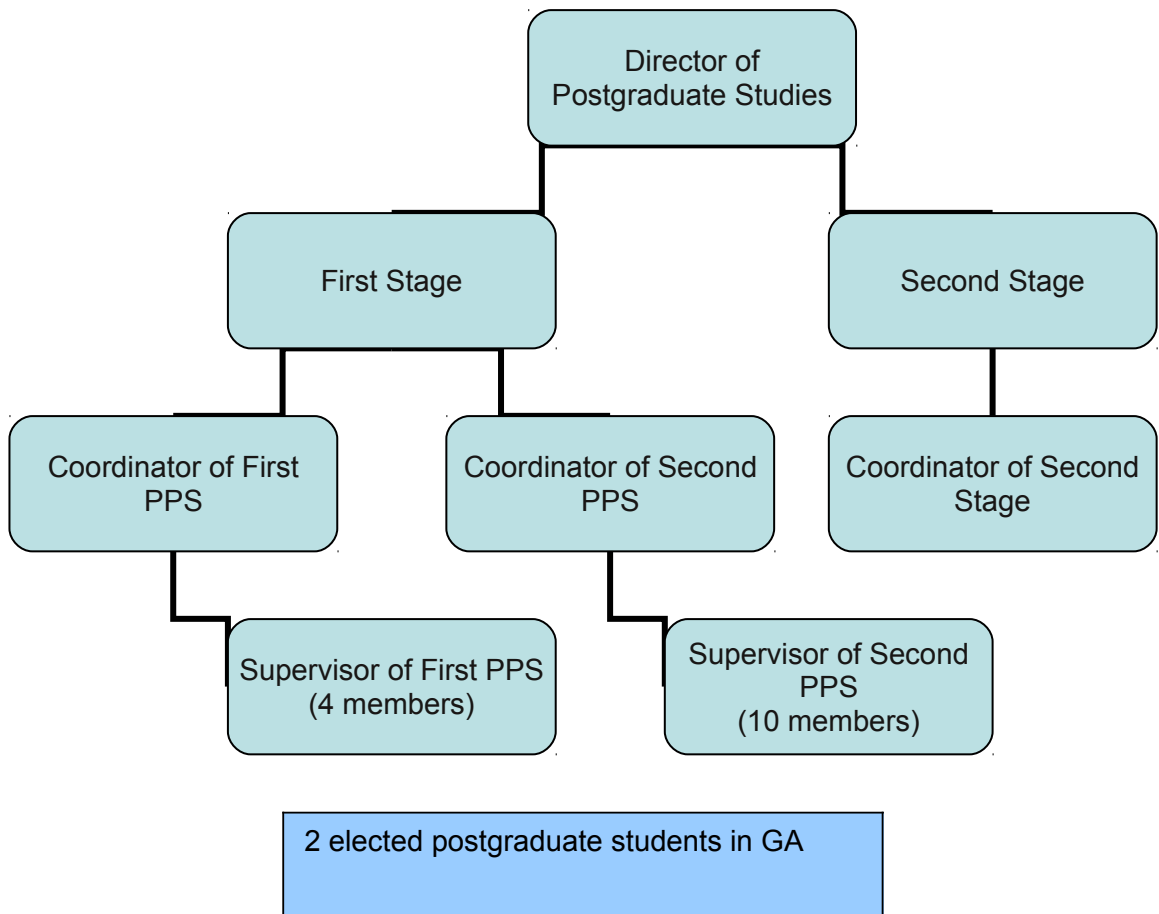 Director of
Postgraduate Studies
First Stage
Second Stage
Coordinator of First
PPS
Coordinator of Second
PPS
Coordinator of Second
Stage
Supervisor of First PPS
(4 members)
Supervisor of Second
PPS
(10 members)
2 elected postgraduate students in GA